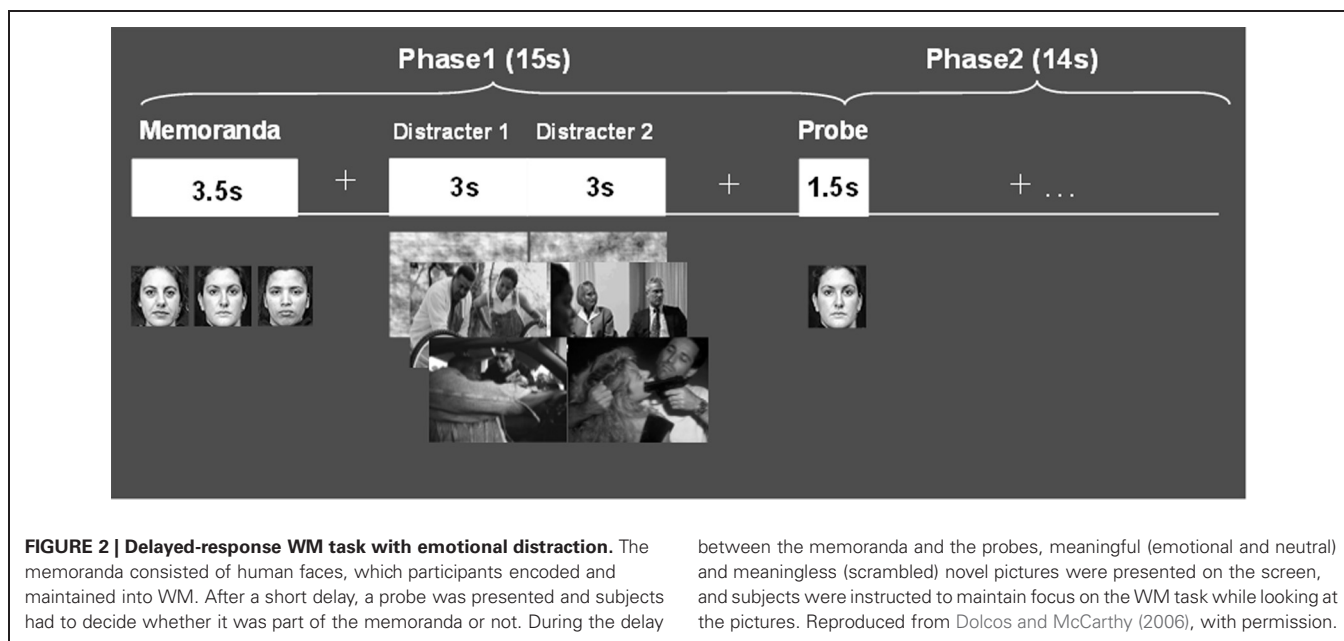 Phase1 (15s)
Phase2 (14s)
Memoranda
Distracter 1
Distracter 2
Probe
3.5s
+
3s
3s
+
1.5s
+ ...
FIGURE 2 | Delayed-response WM task with emotional distraction. The
memoranda consisted of human faces, which participants encoded and
maintained into WM. After a short delay, a probe was presented and subjects
had to decide whether it was part of the memoranda or not. During the delay
between the memoranda and the probes, meaningful (emotional and neutral)
and meaningless (scrambled) novel pictures were presented on the screen,
and subjects were instructed to maintain focus on the WM task while looking at
the pictures. Reproduced from Dolcos and McCarthy (2006), with permission.